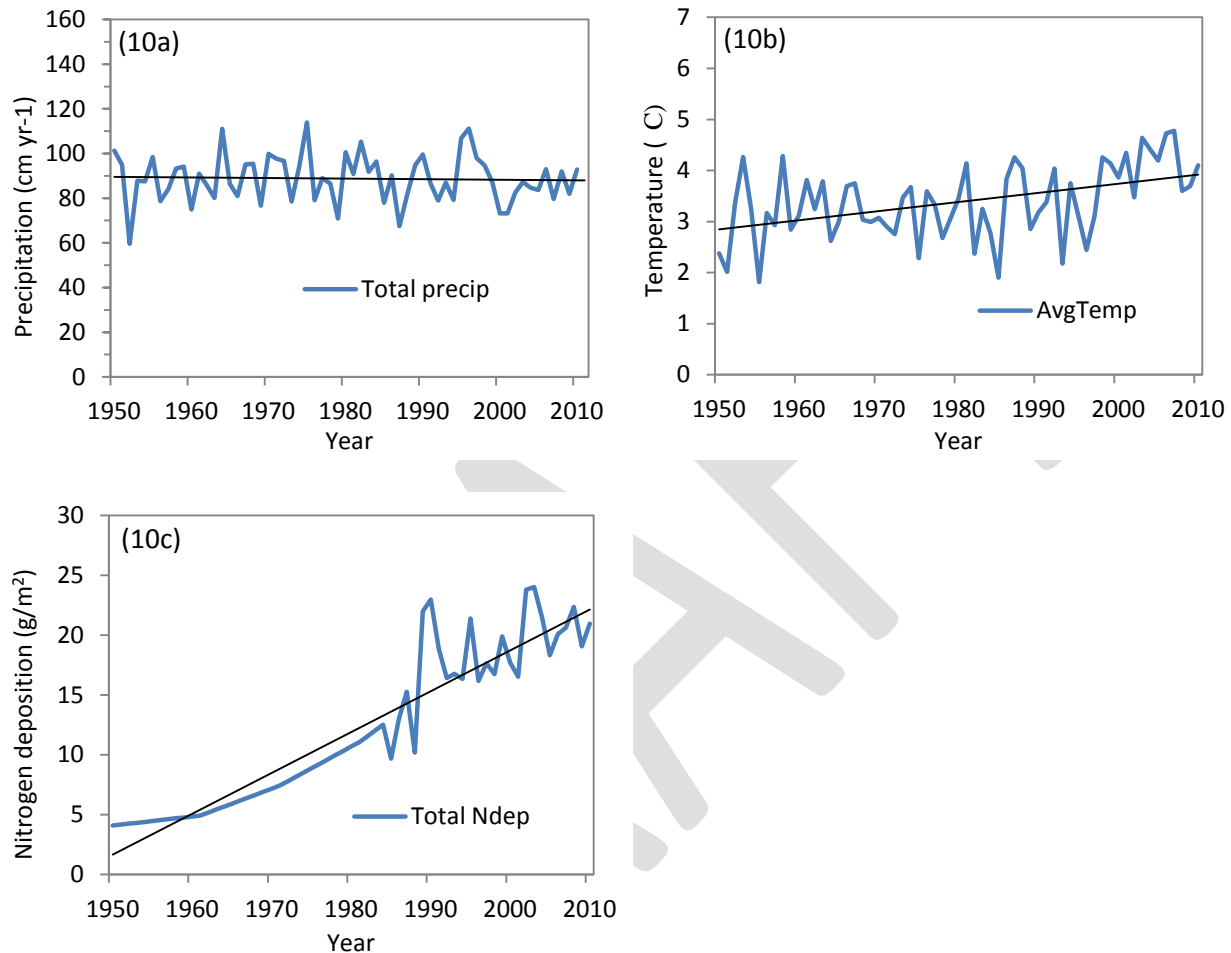 (10a)
Precipitation (cm yr-1)
160
140
120
100
80
60
40
20
0
Total precip
1950 1960 1970 1980 1990 2000 2010
Year
(10b)
Temperature ( C)
7
6
5
4
3
2
1
0
AvgTemp
1950 1960 1970 1980 1990 2000 2010
Year
(10c)
Nitrogen deposition (g/m²)
30
25
20
15
10
5
0
Total Ndep
1950 1960 1970 1980 1990 2000 2010
Year